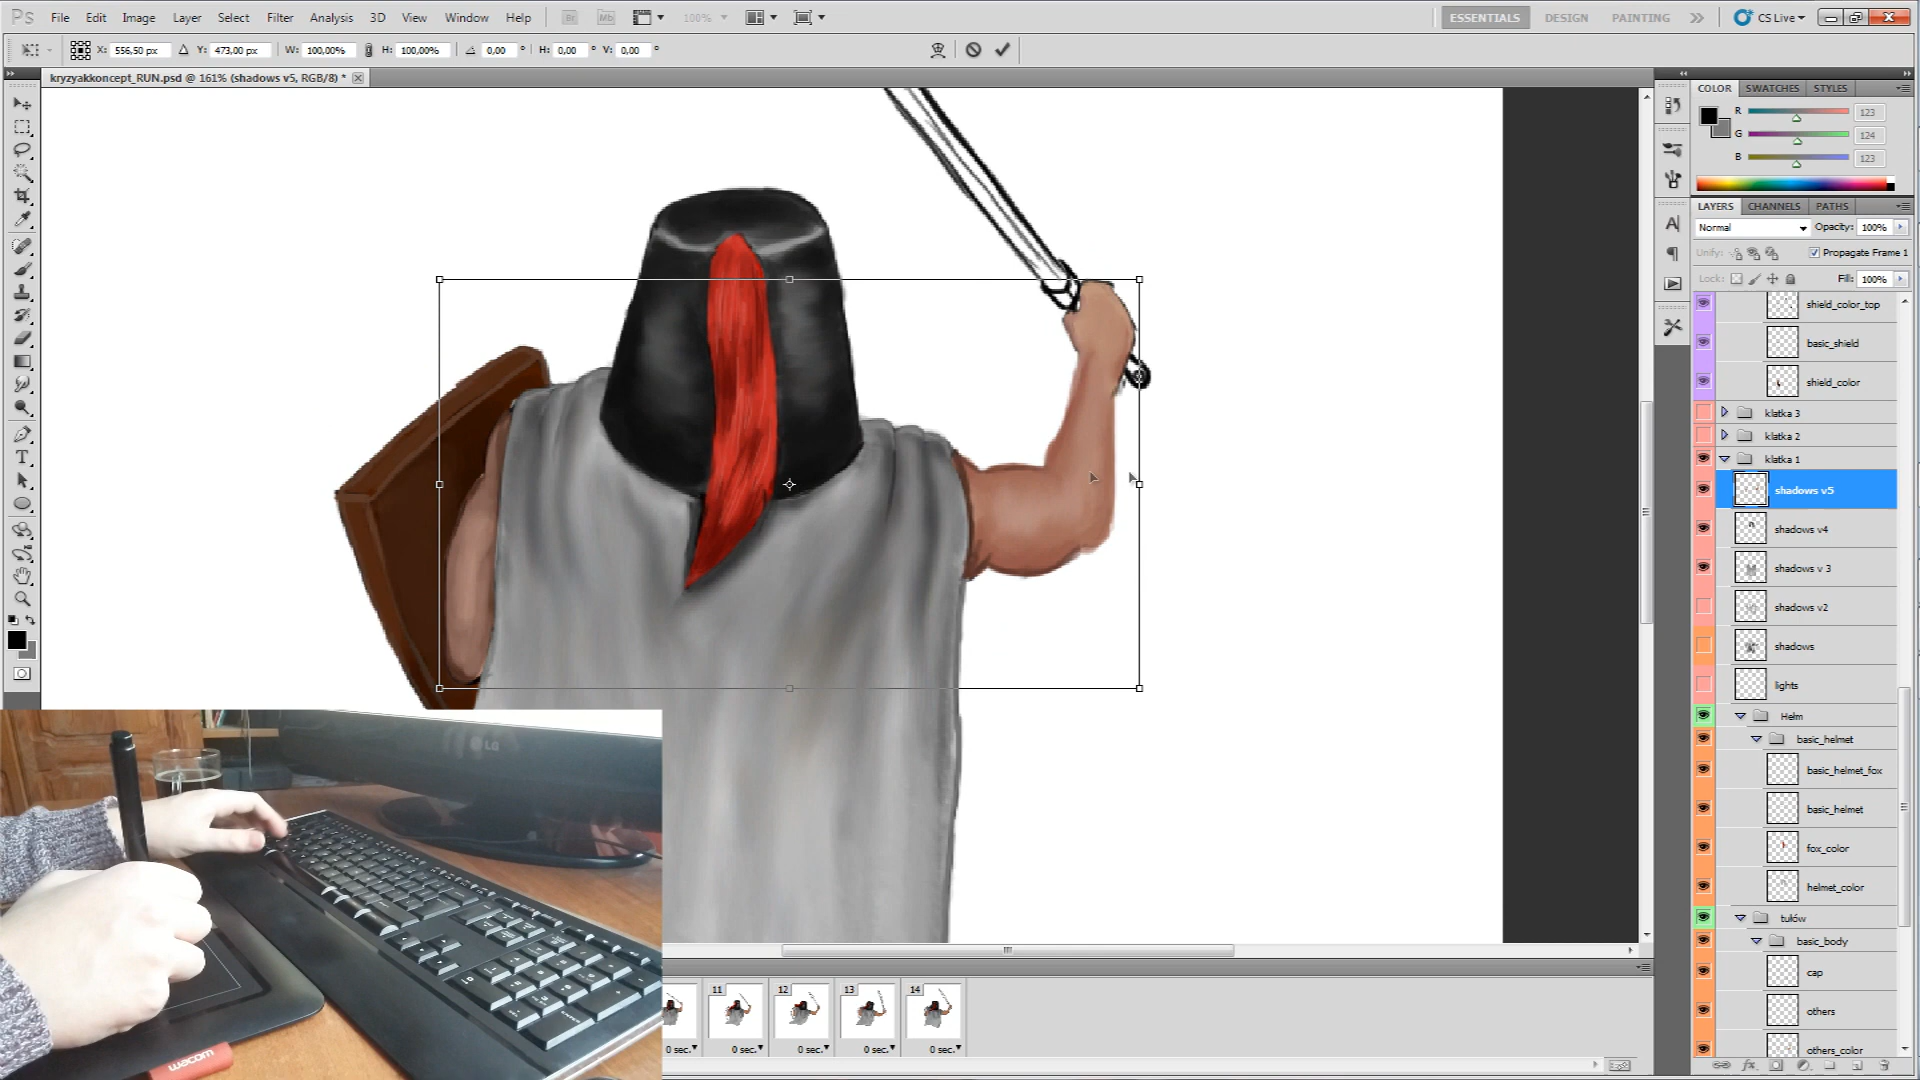 Ps File Edit Image Layer Select Filter Analysis 3D View Window Help Br Mb 100% ESSENTIALS DESIGN PAINTING CS Live
X: 556,50 px Y: 473,00 px W: 100,00% H: 100,00% 0,00 ° H: 0,00 ° V: 0,00 °
kryzyakkoncept_RUN.psd @ 161% (shadows v5, RGB/8) *
COLOR SWATCHES STYLES
R 123
G 124
B 123
LAYERS CHANNELS PATHS
Normal Opacity: 100%
Unify: Propagate Frame 1
Lock: Fill: 100%
shield_color_top
basic_shield
shield_color
klatka 3
klatka 2
klatka 1
shadows v5
shadows v4
shadows v 3
shadows v2
shadows
lights
Helm
basic_helmet
basic_helmet_fox
basic_helmet
fox_color
helmet_color
tułów
basic_body
cap
others
others_color
LG
wacom
11 12 13 14
0 sec. 0 sec. 0 sec. 0 sec. 0 sec.